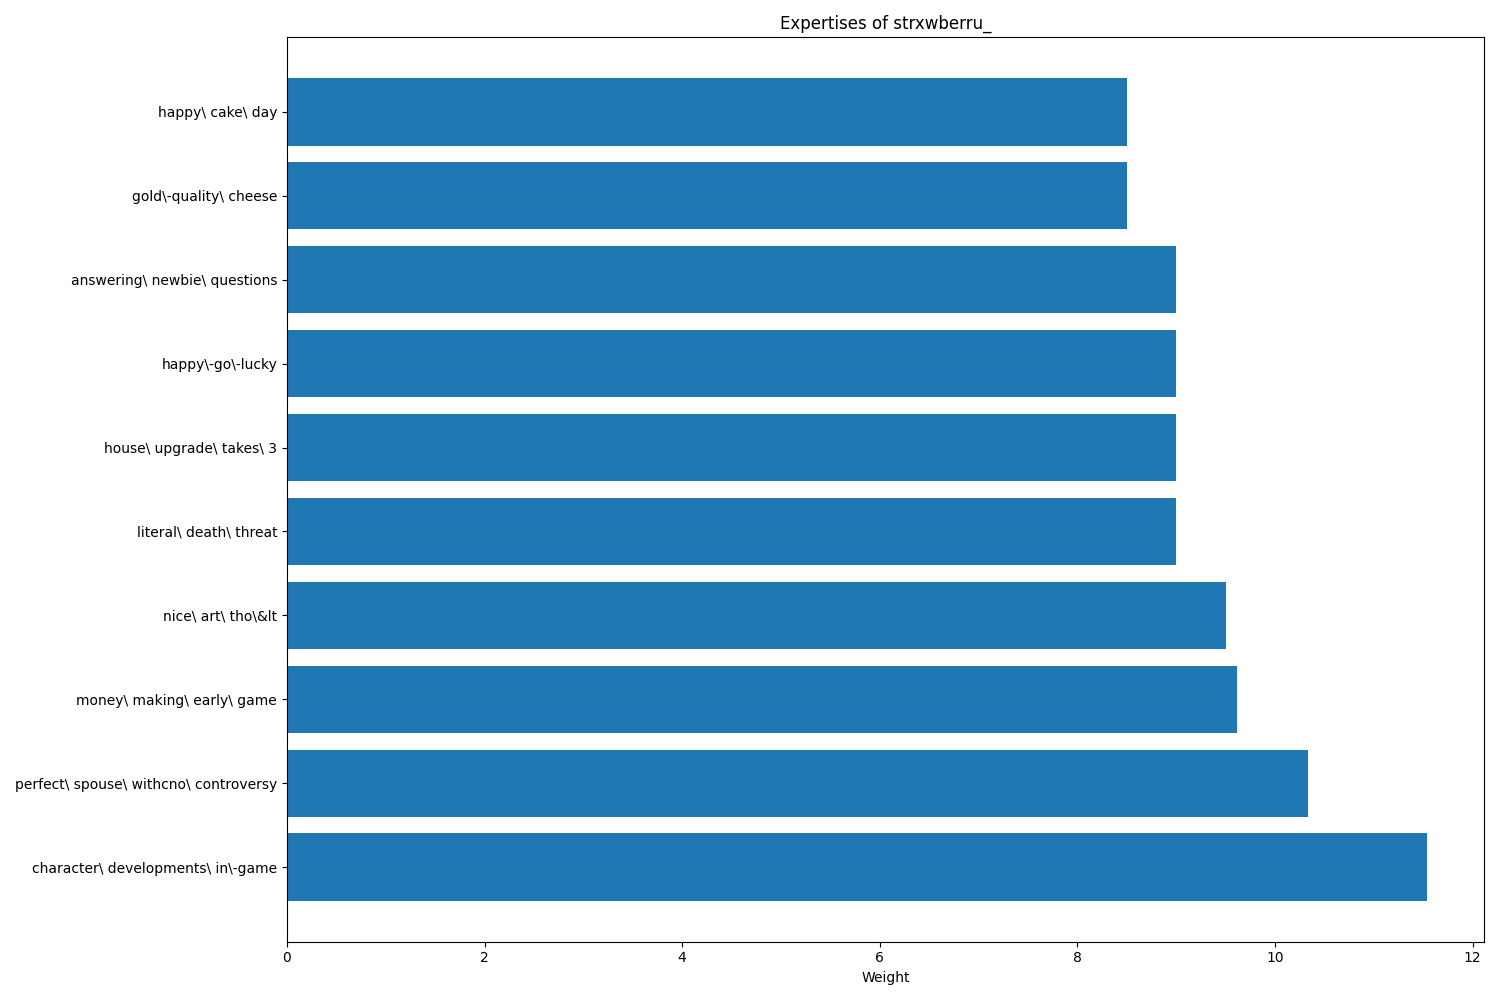 Expertises of strxwberru_
happy\ cake\ day
gold\-quality\ cheese
answering\ newbie\ questions
happy\-go\-lucky
house\ upgrade\ takes\ 3
literal\ death\ threat
nice\ art\ tho\&lt
money\ making\ early\ game
perfect\ spouse\ withcno\ controversy
character\ developments\ in\-game
0 2 4 6 8 10 12
Weight